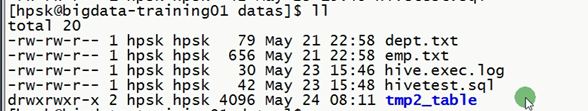 [hpsk@bigdata-training01 datas]$ ll
total 20
-rw-rw-r-- 1 hpsk hpsk 79 May 21 22:58 dept.txt
-rw-rw-r-- 1 hpsk hpsk 656 May 21 22:58 emp.txt
-rw-rw-r-- 1 hpsk hpsk 30 May 23 15:46 hive.exec.log
-rw-rw-r-- 1 hpsk hpsk 42 May 23 15:48 hivetest.sql
drwxrwxr-x 2 hpsk hpsk 4096 May 24 08:11 tmp2_table